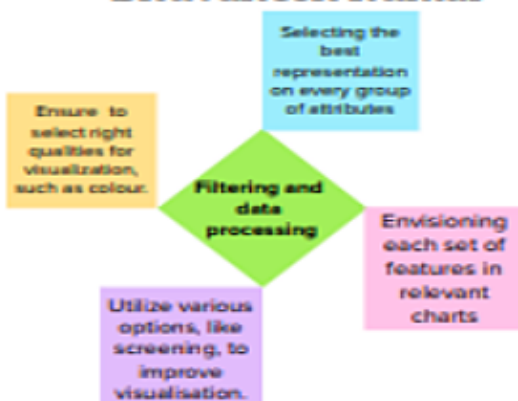 Selecting the
best
representation
on every group
of attributes
Ensure to
select right
qualities for
visualization,
such as colour.
Filtering and
data
processing
Envisioning
each set of
features in
relevant
charts
Utilize various
options, like
screening, to
improve
visualisation.